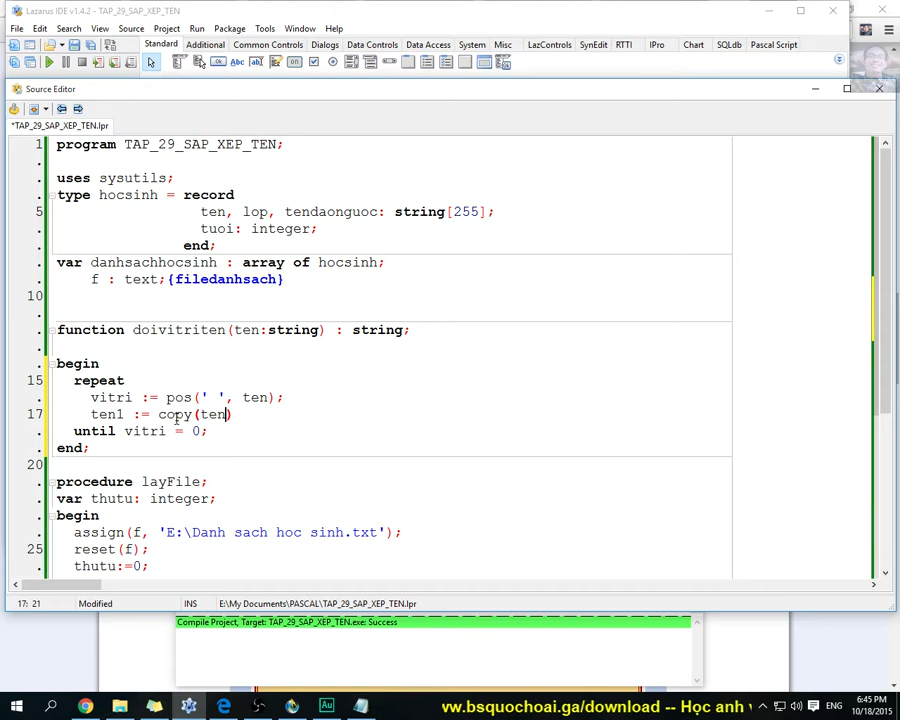 Lazarus IDE v1.4.2 - TAP_29_SAP_XEP_TEN
File Edit Search View Source Project Run Package Tools Window Help
Standard Additional Common Controls Dialogs Data Controls Data Access System Misc LazControls SynEdit RTTI IPro Chart SQLdb Pascal Script
Source Editor
*TAP_29_SAP_XEP_TEN.lpr
1 program TAP_29_SAP_XEP_TEN;
.
. uses sysutils;
. type hocsinh = record
5 ten, lop, tendaonguoc: string[255];
. tuoi: integer;
. end;
. var danhsachhocsinh : array of hocsinh;
. f : text;{filedanhsach}
10
.
. function doivitriten(ten:string) : string;
.
. begin
15 repeat
. vitri := pos(' ', ten);
17 ten1 := copy(ten)
. until vitri = 0;
. end;
20
. procedure layFile;
. var thutu: integer;
. begin
. assign(f, 'E:\Danh sach hoc sinh.txt');
25 reset(f);
. thutu:=0;
17: 21 Modified INS E:\My Documents\PASCAL\TAP_29_SAP_XEP_TEN.lpr
Compile Project, Target: TAP_29_SAP_XEP_TEN.exe: Success
vw.bsquochoai.ga/download -- Học anh v
ENG
6:45 PM
10/18/2015